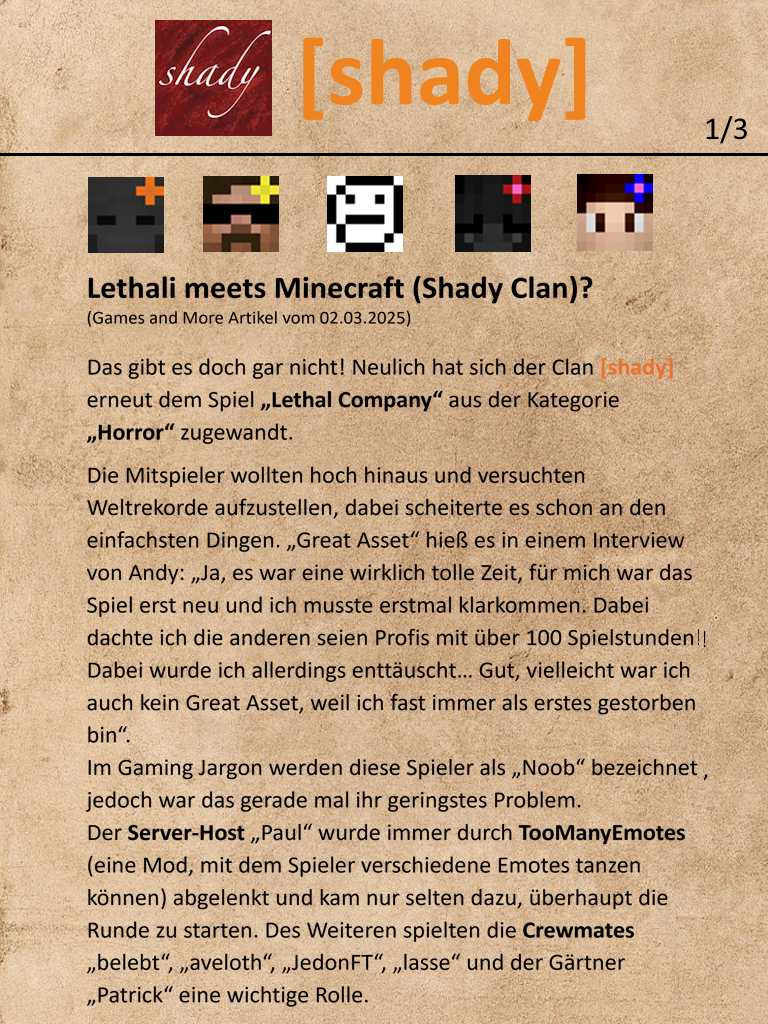 shady
[shady]
1/3
Lethali meets Minecraft (Shady Clan)?
(Games and More Artikel vom 02.03.2025)
Das gibt es doch gar nicht! Neulich hat sich der Clan [shady]
erneut dem Spiel „Lethal Company“ aus der Kategorie
„Horror“ zugewandt.
Die Mitspieler wollten hoch hinaus und versuchten
Weltrekorde aufzustellen, dabei scheiterte es schon an den
einfachsten Dingen. „Great Asset“ hieß es in einem Interview
von Andy: „Ja, es war eine wirklich tolle Zeit, für mich war das
Spiel erst neu und ich musste erstmal klarkommen. Dabei
dachte ich die anderen seien Profis mit über 100 Spielstunden!!
Dabei wurde ich allerdings enttäuscht... Gut, vielleicht war ich
auch kein Great Asset, weil ich fast immer als erstes gestorben
bin“.
Im Gaming Jargon werden diese Spieler als „Noob“ bezeichnet ,
jedoch war das gerade mal ihr geringstes Problem.
Der Server-Host „Paul“ wurde immer durch TooManyEmotes
(eine Mod, mit dem Spieler verschiedene Emotes tanzen
können) abgelenkt und kam nur selten dazu, überhaupt die
Runde zu starten. Des Weiteren spielten die Crewmates
„belebt“, „aveloth“, „JedonFT“, „lasse“ und der Gärtner
„Patrick“ eine wichtige Rolle.